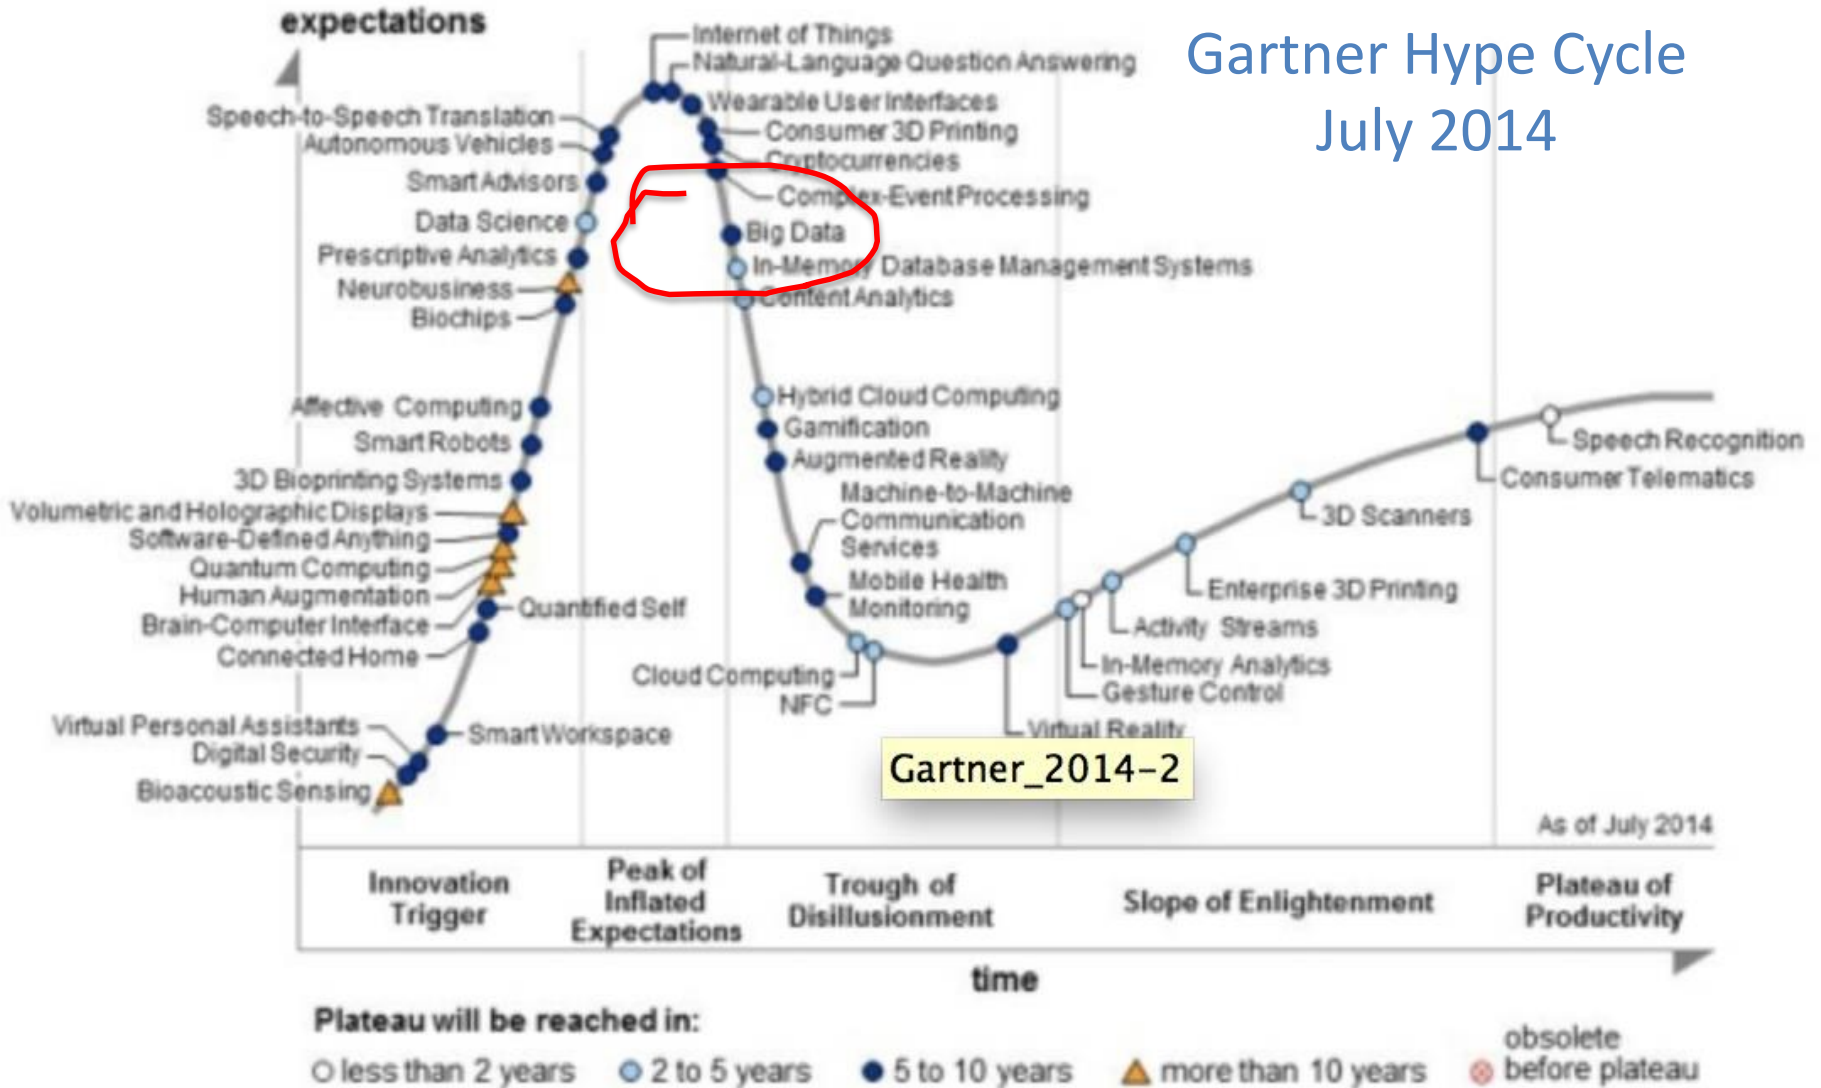 expectations
Gartner Hype Cycle
July 2014
Internet of Things
Natural-Language Question Answering
Wearable User Interfaces
Consumer 3D Printing
Cryptocurrencies
Complex-Event Processing
Big Data
In-Memory Database Management Systems
Content Analytics
Speech-to-Speech Translation
Autonomous Vehicles
Smart Advisors
Data Science
Prescriptive Analytics
Neurobusiness
Biochips
Affective Computing
Smart Robots
3D Bioprinting Systems
Volumetric and Holographic Displays
Software-Defined Anything
Quantum Computing
Human Augmentation
Quantified Self
Brain-Computer Interface
Connected Home
Virtual Personal Assistants
Smart Workspace
Digital Security
Bioacoustic Sensing
Hybrid Cloud Computing
Gamification
Augmented Reality
Machine-to-Machine
Communication
Services
Mobile Health
Monitoring
Cloud Computing
NFC
Virtual Reality
Gartner_2014-2
Speech Recognition
Consumer Telematics
3D Scanners
Enterprise 3D Printing
Activity Streams
In-Memory Analytics
Gesture Control
As of July 2014
Innovation
Trigger
Peak of
Inflated
Expectations
Trough of
Disillusionment
Slope of Enlightenment
Plateau of
Productivity
time
Plateau will be reached in:
less than 2 years
2 to 5 years
5 to 10 years
more than 10 years
obsolete
before plateau